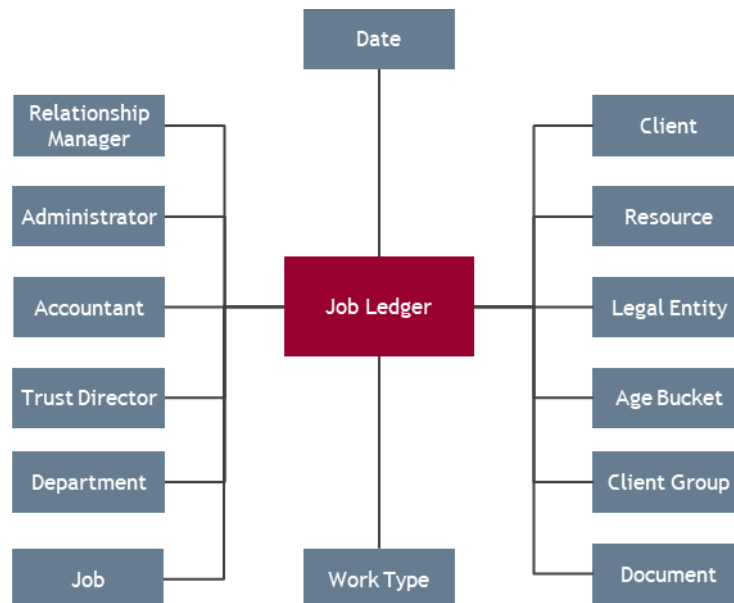 Date
Relationship
Manager
Client
Administrator
Resource
Accountant
Job Ledger
Legal Entity
Trust Director
Age Bucket
Department
Client Group
Job
Work Type
Document